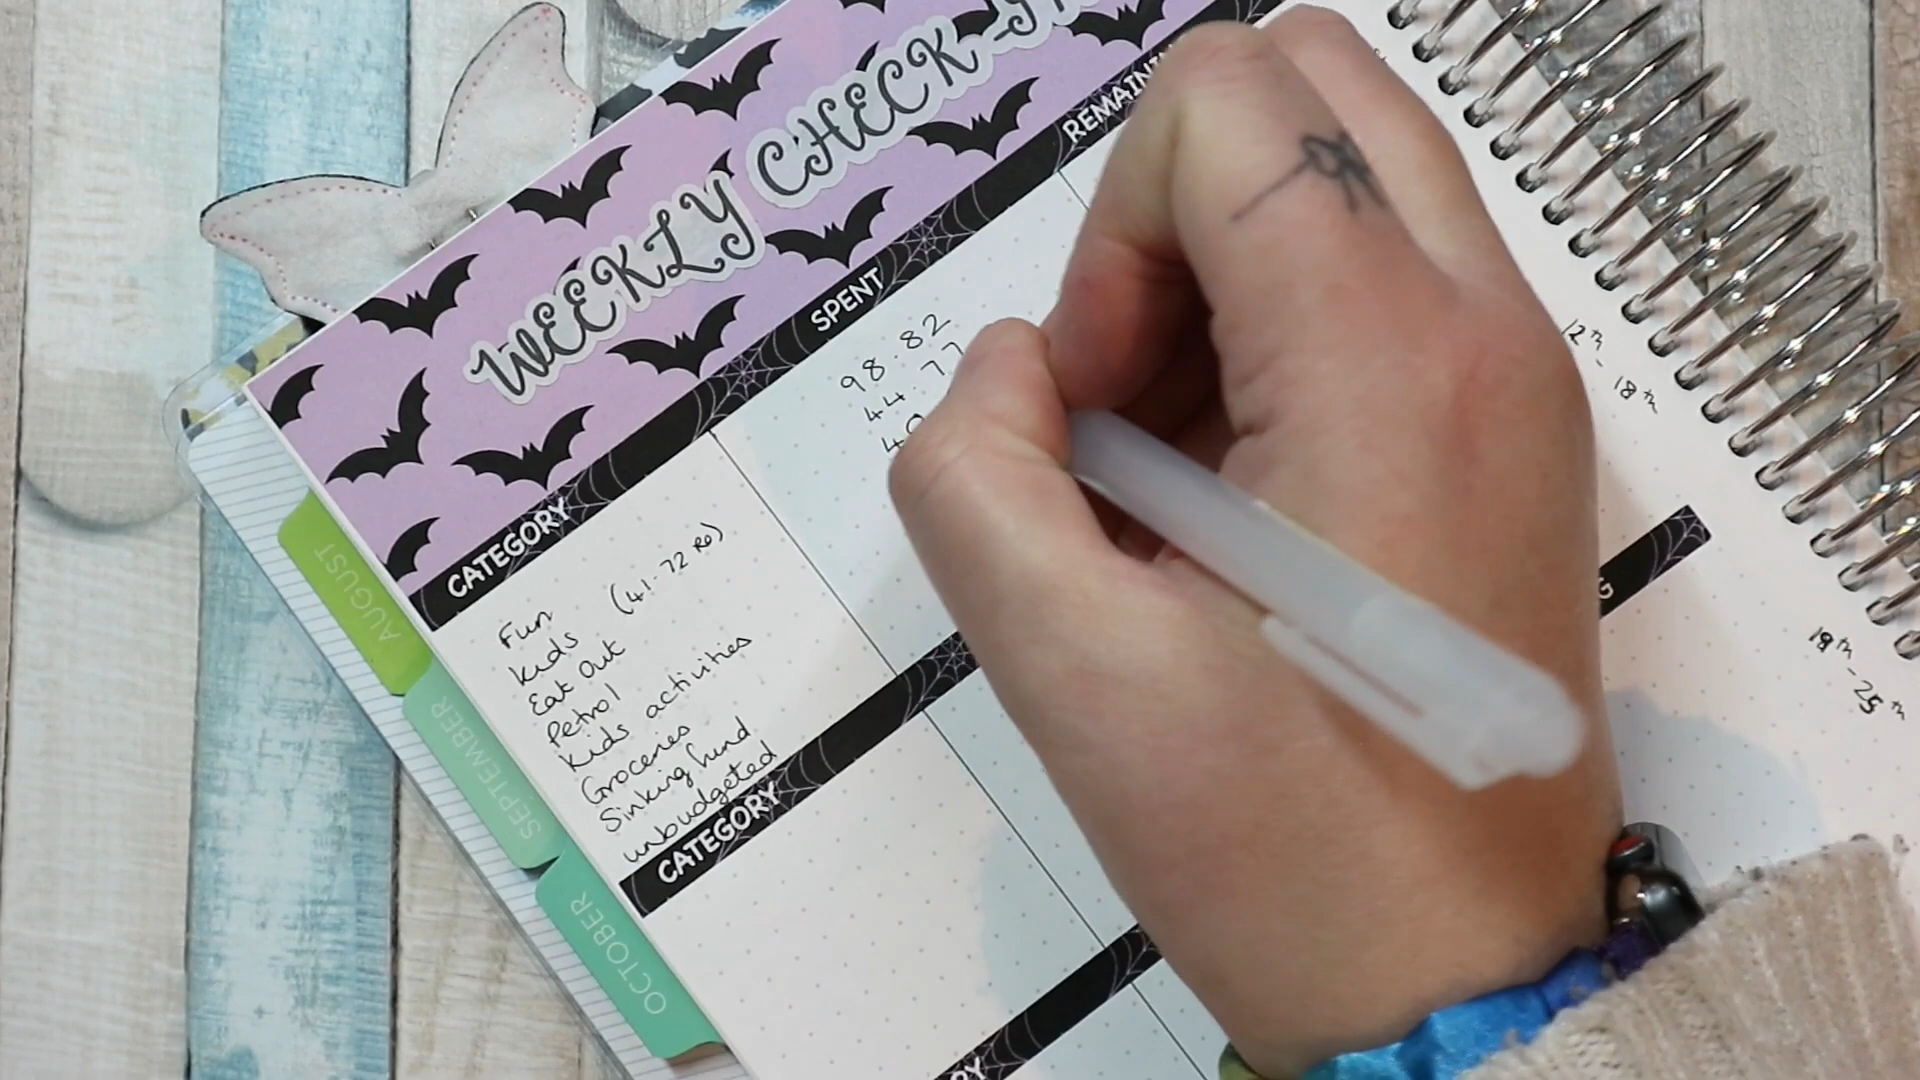 WEEKLY CHECK-IN
CATEGORY
SPENT
Fun
kids (41.72 Ro)
Eat Out
Petrol
kids activities
Groceries
Sinking fund
unbudgeted
98.82
44.77
12th - 18th
CATEGORY
19th - 25th
AUGUST
SEPTEMBER
OCTOBER